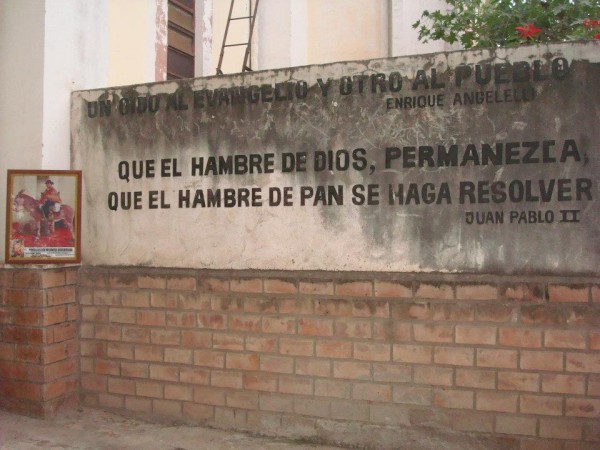 UN OIDO AL EVANGELIO Y OTRO AL PUEBLO
ENRIQUE ANGELELLI
QUE EL HAMBRE DE DIOS, PERMANEZCA,
QUE EL HAMBRE DE PAN SE HAGA RESOLVER
JUAN PABLO II